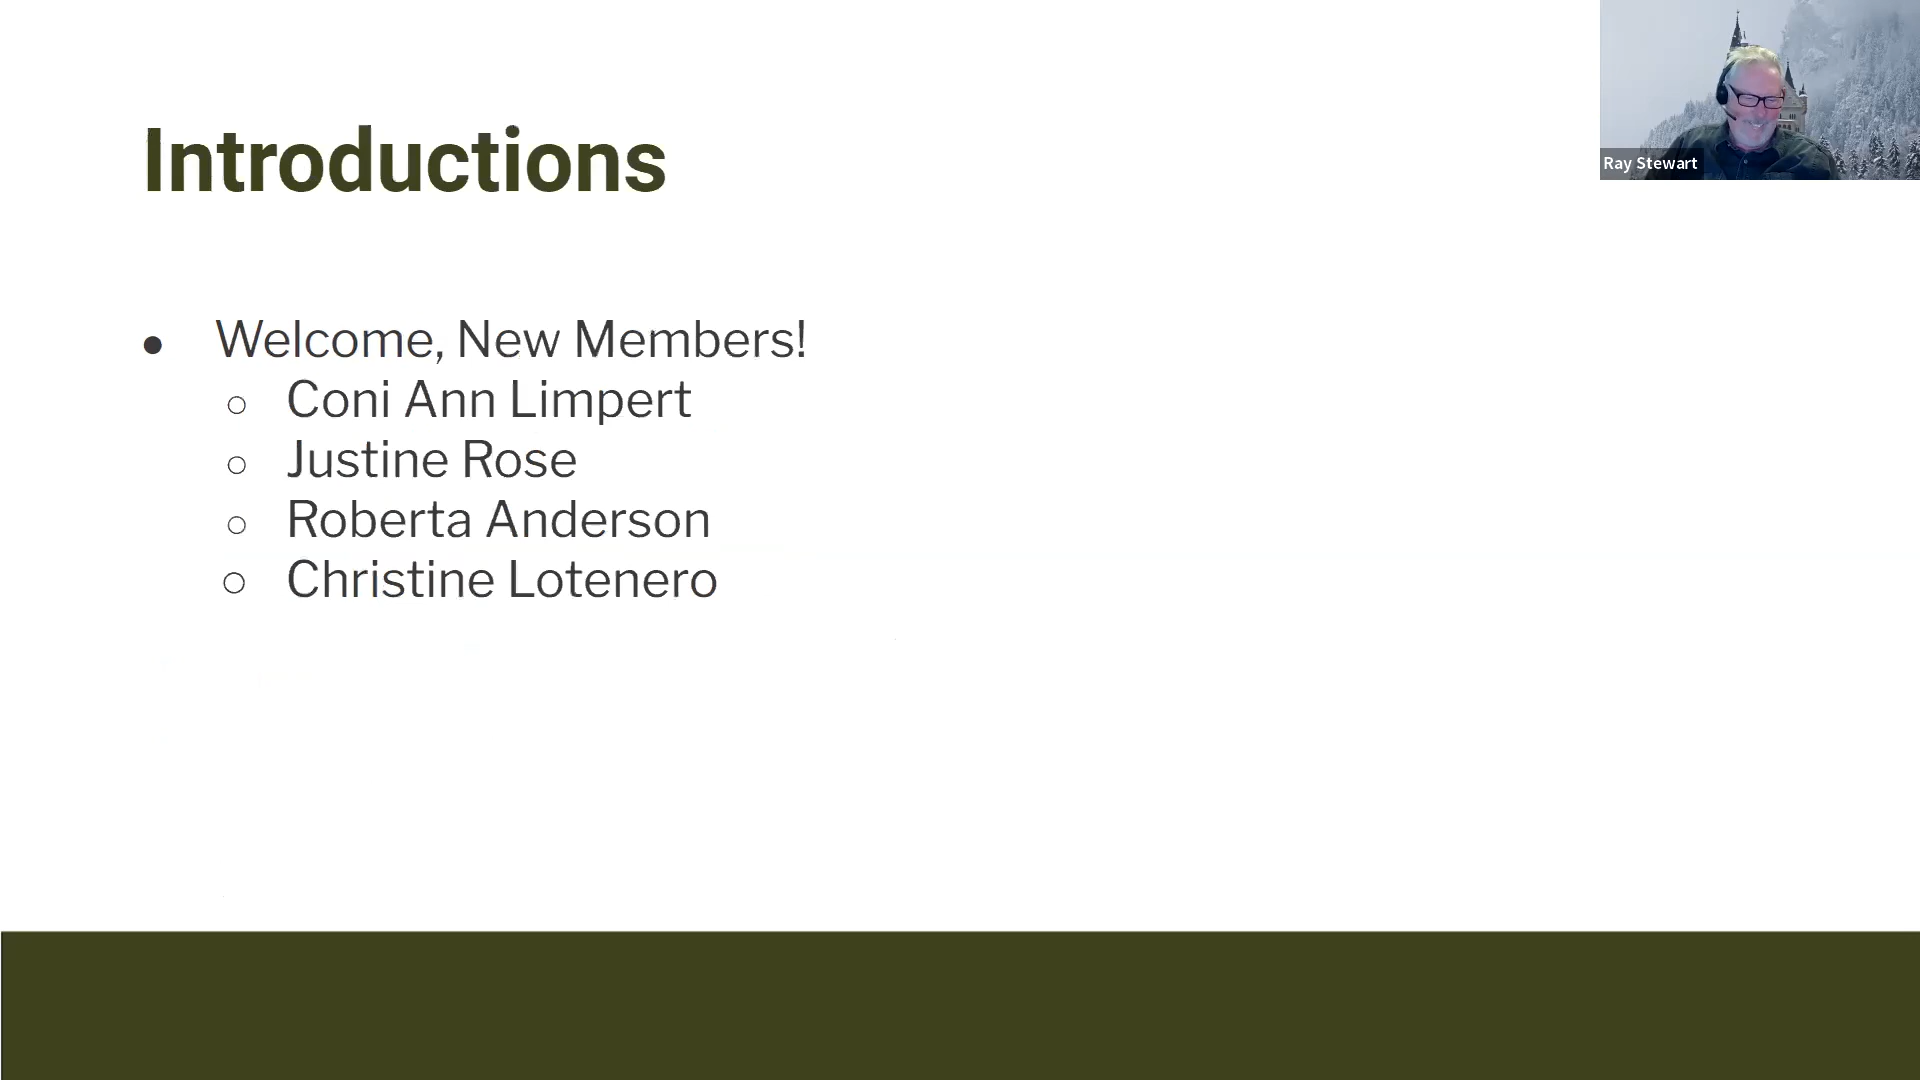 Introductions
Ray Stewart
● Welcome, New Members!
○ Coni Ann Limpert
○ Justine Rose
○ Roberta Anderson
○ Christine Lotenero